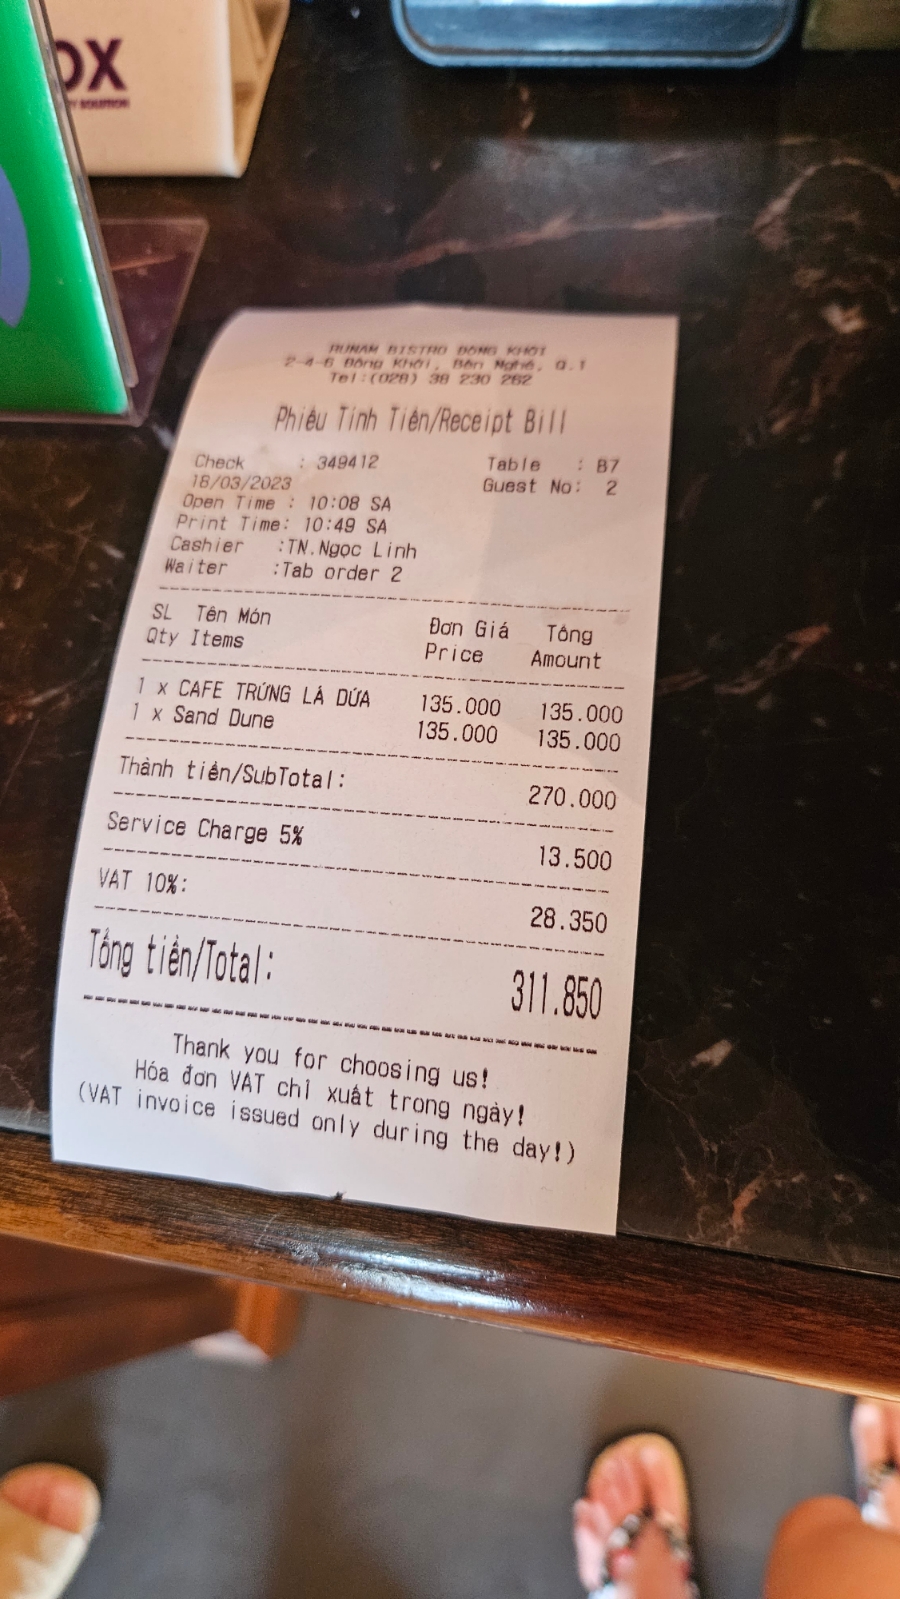 OX
SOLUTION
RUNAM BISTRO ĐỒNG KHỞI
2-4-6 Đồng Khởi, Bến Nghé, Q.1
Tel:(028) 38 230 262
Phiếu Tính Tiền/Receipt Bill
Check : 349412 Table : B7
18/03/2023 Guest No: 2
Open Time : 10:08 SA
Print Time: 10:49 SA
Cashier :TN.Ngọc Linh
Waiter :Tab order 2
SL Tên Món Đơn Giá Tổng
Qty Items Price Amount
1 x CAFE TRỨNG LÁ DỨA 135.000 135.000
1 x Sand Dune 135.000 135.000
Thành tiền/SubTotal: 270.000
Service Charge 5% 13.500
VAT 10%: 28.350
Tổng tiền/Total: 311.850
Thank you for choosing us!
Hóa đơn VAT chỉ xuất trong ngày!
(VAT invoice issued only during the day!)